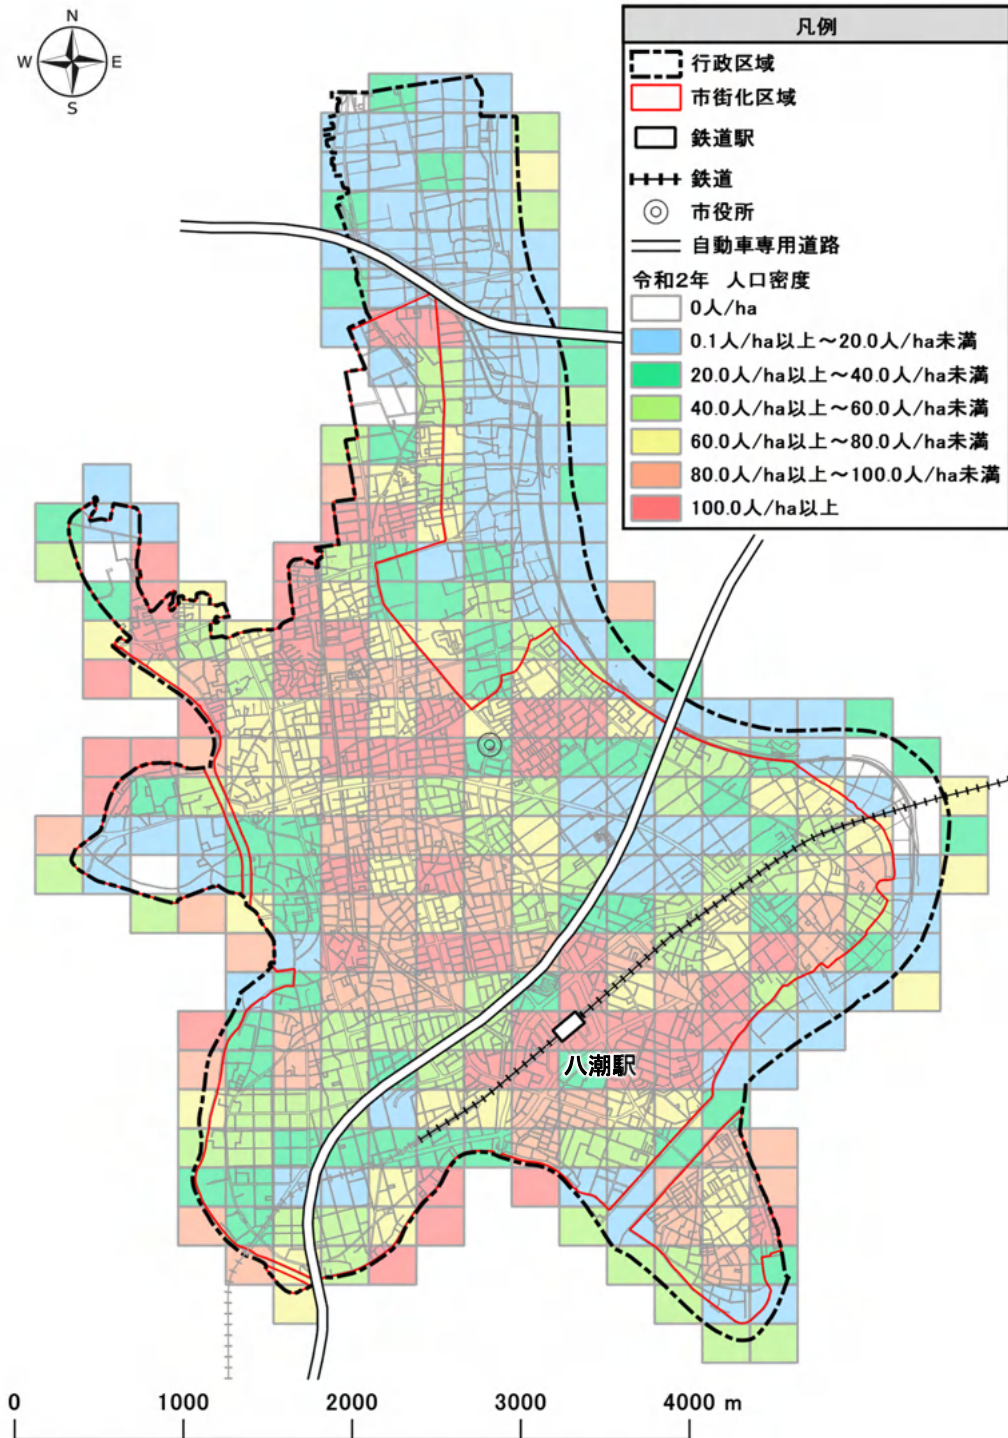 N
W E
S
凡例
行政区域
市街化区域
鉄道駅
鉄道
市役所
自動車専用道路
令和2年 人口密度
0人/ha
0.1人/ha以上～20.0人/ha未満
20.0人/ha以上～40.0人/ha未満
40.0人/ha以上～60.0人/ha未満
60.0人/ha以上～80.0人/ha未満
80.0人/ha以上～100.0人/ha未満
100.0人/ha以上
八潮駅
0 1000 2000 3000 4000 m